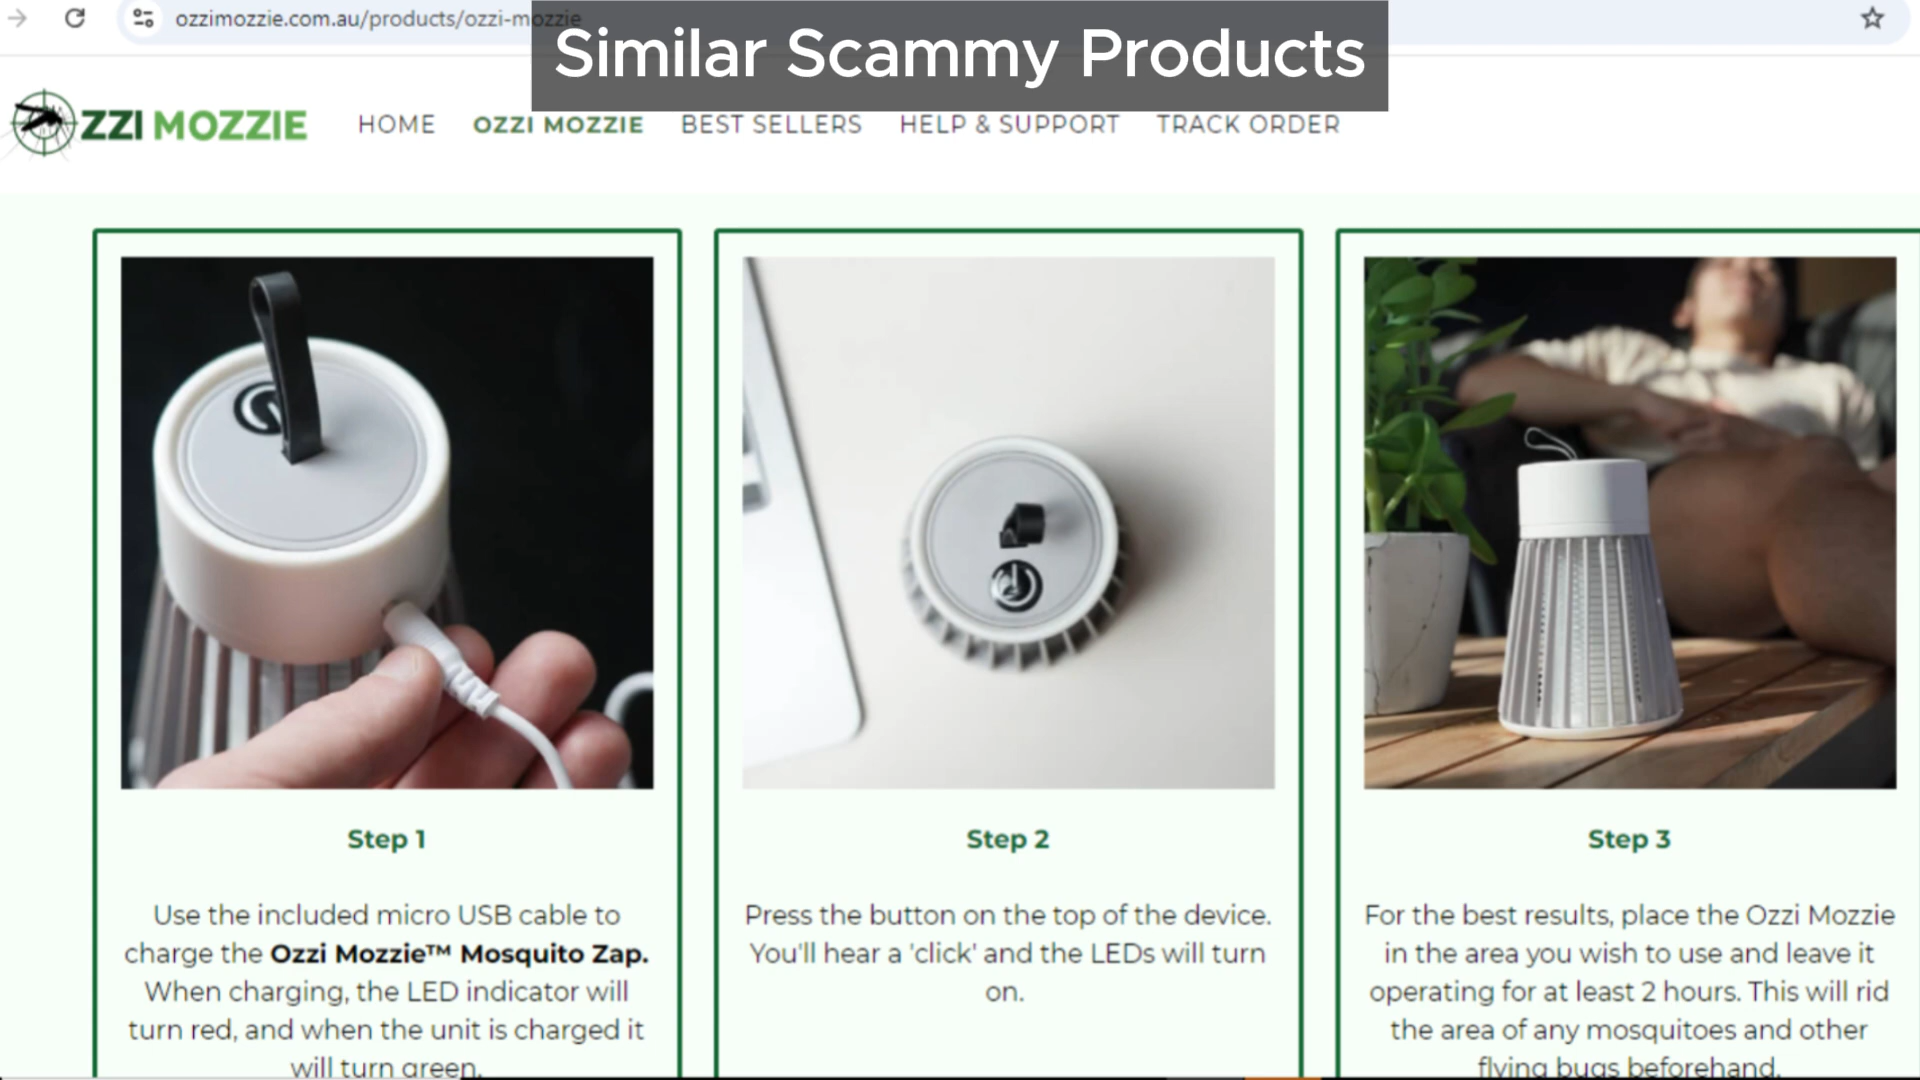 ozzimozzie.com.au/products/ozzi-mozzie
Similar Scammy Products
OZZI MOZZIE
HOME
OZZI MOZZIE
BEST SELLERS
HELP & SUPPORT
TRACK ORDER
Step 1
Use the included micro USB cable to
charge the Ozzi Mozzie™ Mosquito Zap.
When charging, the LED indicator will
turn red, and when the unit is charged it
will turn green.
Step 2
Press the button on the top of the device.
You'll hear a 'click' and the LEDs will turn
on.
Step 3
For the best results, place the Ozzi Mozzie
in the area you wish to use and leave it
operating for at least 2 hours. This will rid
the area of any mosquitoes and other
flying bugs beforehand.